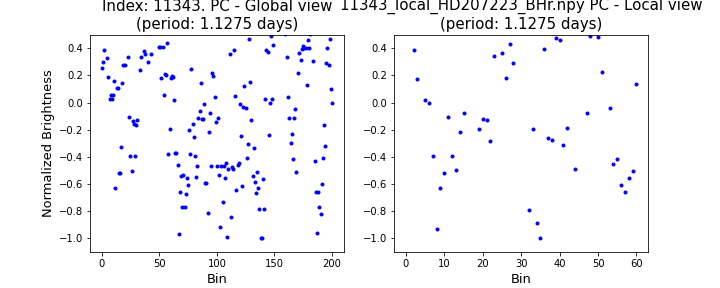 Index: 11343. PC - Global view
(period: 1.1275 days)
11343_local_HD207223_BHr.npy PC - Local view
(period: 1.1275 days)
Normalized Brightness
0.4
0.2
0.0
−0.2
−0.4
−0.6
−0.8
−1.0
0 50 100 150 200
Bin
0.4
0.2
0.0
−0.2
−0.4
−0.6
−0.8
−1.0
0 10 20 30 40 50 60
Bin